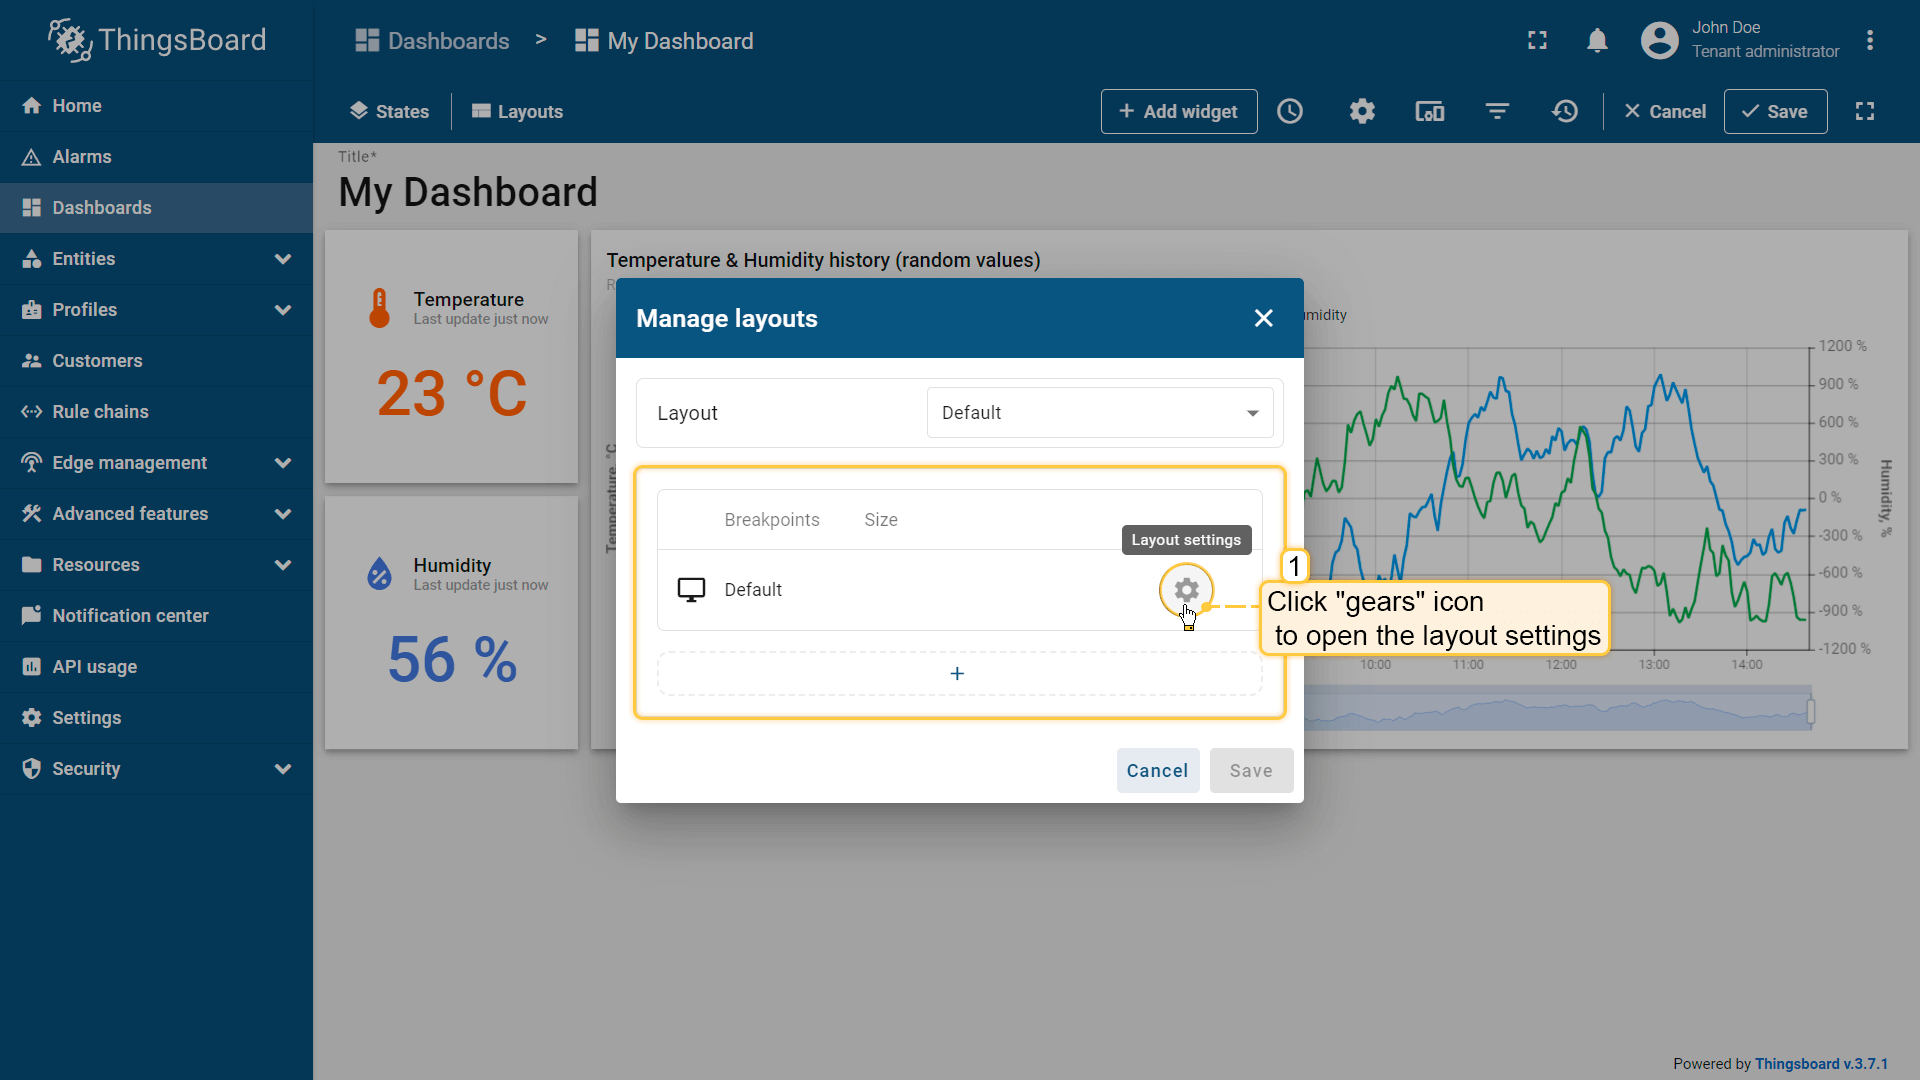 ThingsBoard
Dashboards > My Dashboard
John Doe
Tenant administrator
Home
Alarms
Dashboards
Entities
Profiles
Customers
Rule chains
Edge management
Advanced features
Resources
Notification center
API usage
Settings
Security
States
Layouts
+ Add widget
Cancel
Save
Title*
My Dashboard
Temperature
Last update just now
23 °C
Humidity
Last update just now
56 %
Temperature & Humidity history (random values)
R
Temperature, °C
umidity
1200 %
900 %
600 %
300 %
0 %
-300 %
-600 %
-900 %
-1200 %
Humidity, %
10:00
11:00
12:00
13:00
14:00
Manage layouts
Layout
Default
Breakpoints
Size
Layout settings
Default
+
Cancel
Save
1
Click "gears" icon
to open the layout settings
Powered by Thingsboard v.3.7.1